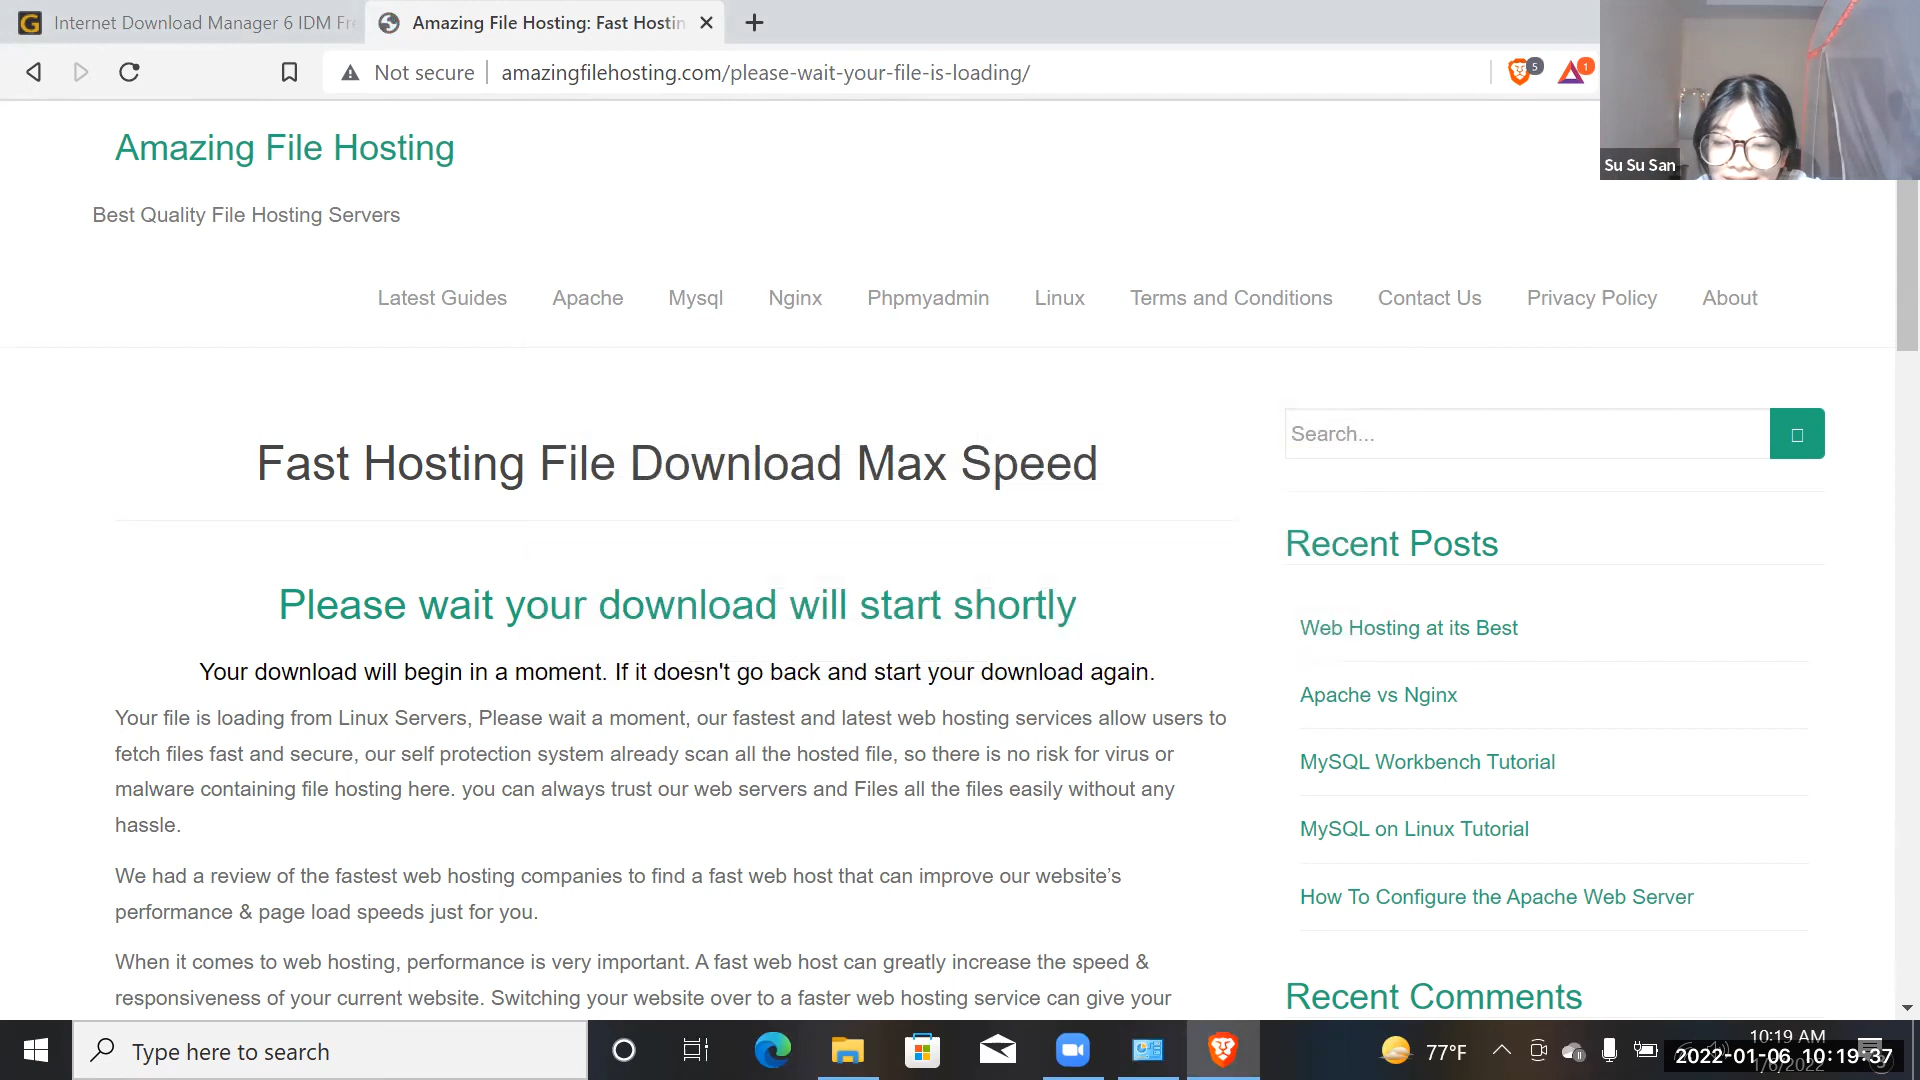 Internet Download Manager 6 IDM Fre
Amazing File Hosting: Fast Hostin
Not secure
amazingfilehosting.com/please-wait-your-file-is-loading/
5
1
Su Su San
Amazing File Hosting
Best Quality File Hosting Servers
Latest Guides
Apache
Mysql
Nginx
Phpmyadmin
Linux
Terms and Conditions
Contact Us
Privacy Policy
About
Fast Hosting File Download Max Speed
Please wait your download will start shortly
Your download will begin in a moment. If it doesn't go back and start your download again.
Your file is loading from Linux Servers, Please wait a moment, our fastest and latest web hosting services allow users to
fetch files fast and secure, our self protection system already scan all the hosted file, so there is no risk for virus or
malware containing file hosting here. you can always trust our web servers and Files all the files easily without any
hassle.
We had a review of the fastest web hosting companies to find a fast web host that can improve our website’s
performance & page load speeds just for you.
When it comes to web hosting, performance is very important. A fast web host can greatly increase the speed &
responsiveness of your current website. Switching your website over to a faster web hosting service can give your
Search...
Recent Posts
Web Hosting at its Best
Apache vs Nginx
MySQL Workbench Tutorial
MySQL on Linux Tutorial
How To Configure the Apache Web Server
Recent Comments
Type here to search
77°F
10:19 AM
1/6/2022
2022-01-06 10:19:37